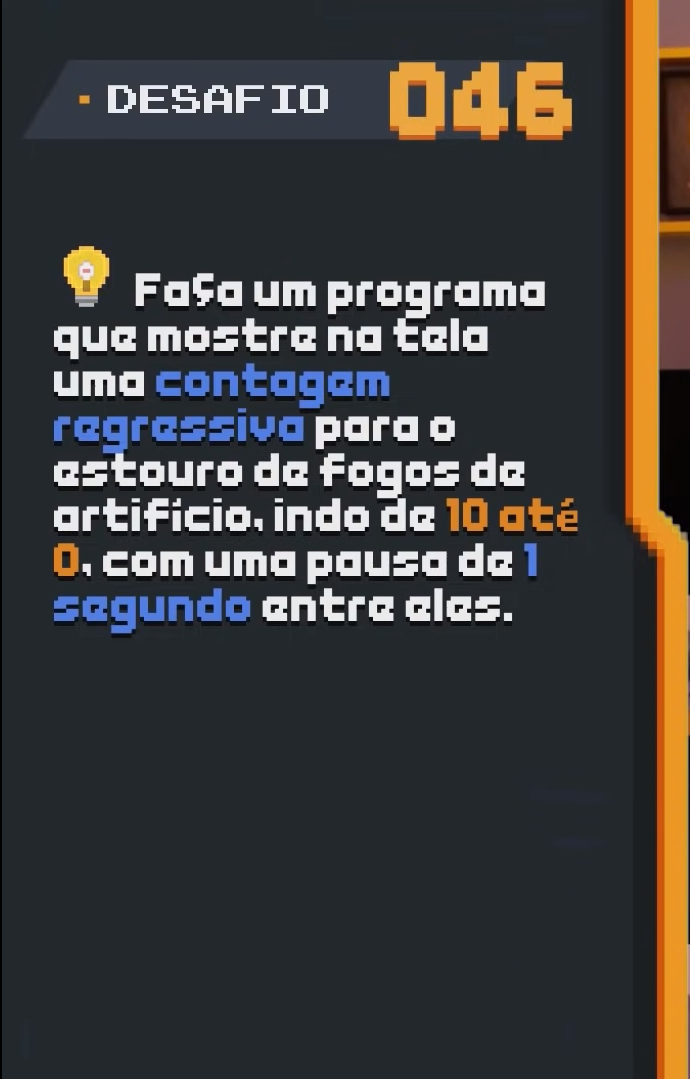 DESAFIO 046
Faça um programa
que mostre na tela
uma contagem
regressiva para o
estouro de fogos de
artifício, indo de 10 até
0, com uma pausa de 1
segundo entre eles.